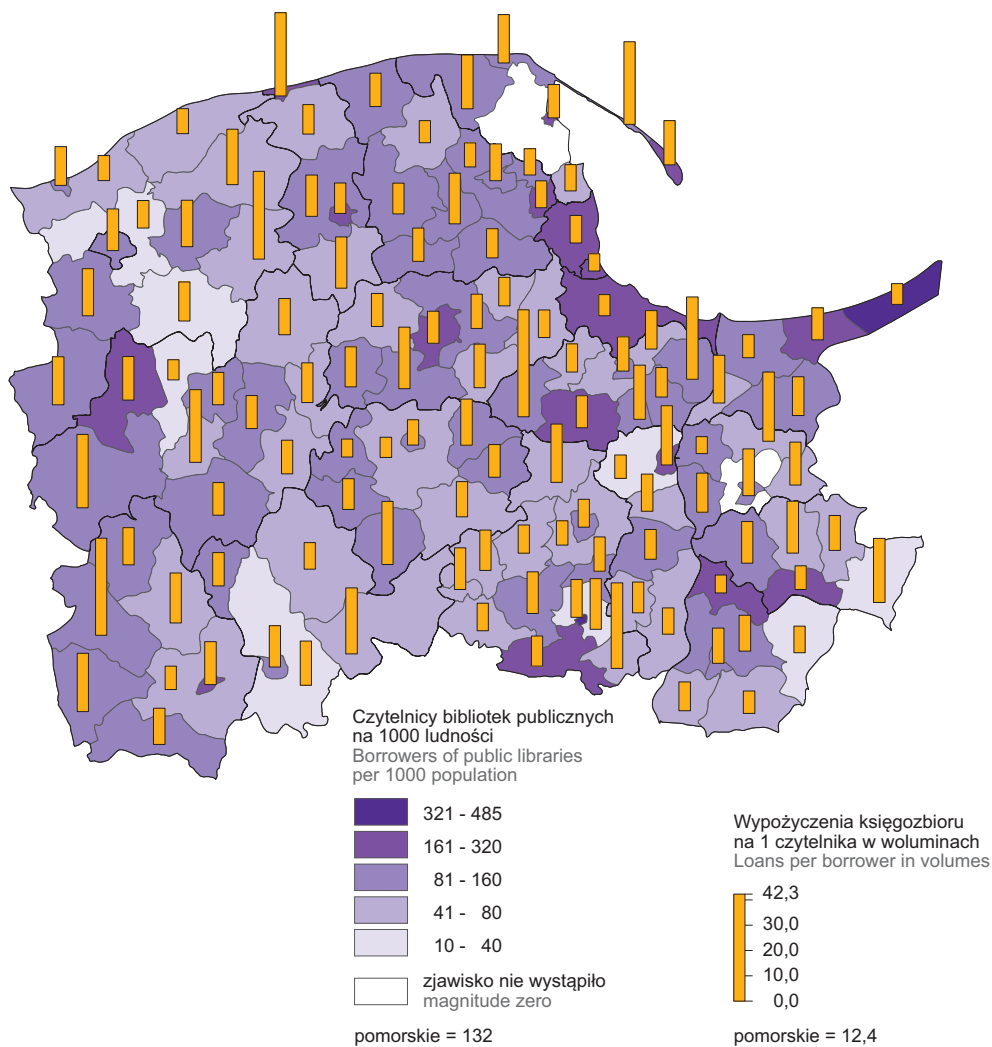 Czytelnicy bibliotek publicznych
na 1000 ludności
Borrowers of public libraries
per 1000 population
321 - 485
161 - 320
81 - 160
41 - 80
10 - 40
zjawisko nie wystąpiło
magnitude zero
pomorskie = 132
Wypożyczenia księgozbioru
na 1 czytelnika w woluminach
Loans per borrower in volumes
42,3
30,0
20,0
10,0
0,0
pomorskie = 12,4